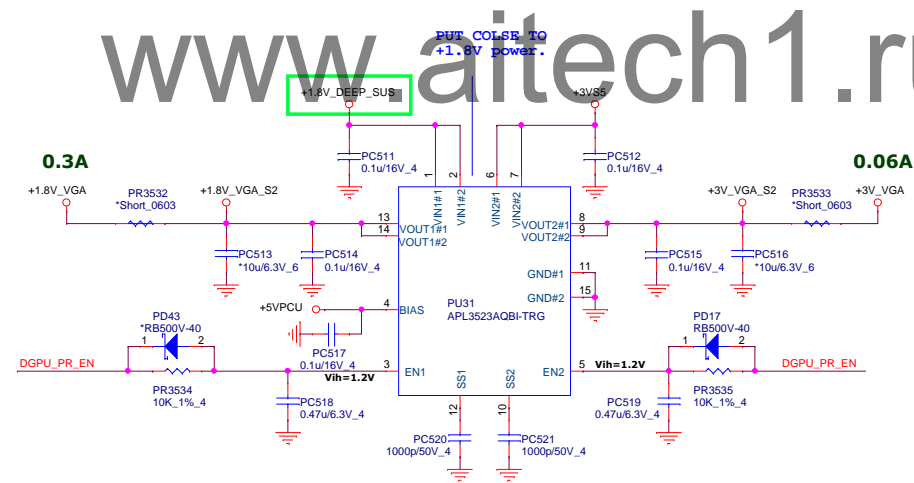 www.aitech1.ru
PUT COLSE TO
+1.8V power.
+1.8V_DEEP_SUS
+3VS5
PC511
0.1u/16V_4
PC512
0.1u/16V_4
0.3A
0.06A
+1.8V_VGA
PR3532
*Short_0603
+1.8V_VGA_S2
+3V_VGA_S2
PR3533
*Short_0603
+3V_VGA
1
2
6
7
VIN1#1
VIN1#2
VIN2#1
VIN2#2
13
14
VOUT1#1
VOUT1#2
8
9
VOUT2#1
VOUT2#2
PC513
*10u/6.3V_6
PC514
0.1u/16V_4
PC515
0.1u/16V_4
PC516
*10u/6.3V_6
GND#1
11
GND#2
15
+5VPCU
4
BIAS
PU31
APL3523AQBI-TRG
PC517
0.1u/16V_4
PD43
*RB500V-40
1
2
PD17
RB500V-40
1
2
DGPU_PR_EN
Vih=1.2V
3
EN1
EN2
5
Vih=1.2V
DGPU_PR_EN
PR3534
10K_1%_4
PR3535
10K_1%_4
PC518
0.47u/6.3V_4
PC519
0.47u/6.3V_4
SS1
SS2
12
10
PC520
1000p/50V_4
PC521
1000p/50V_4